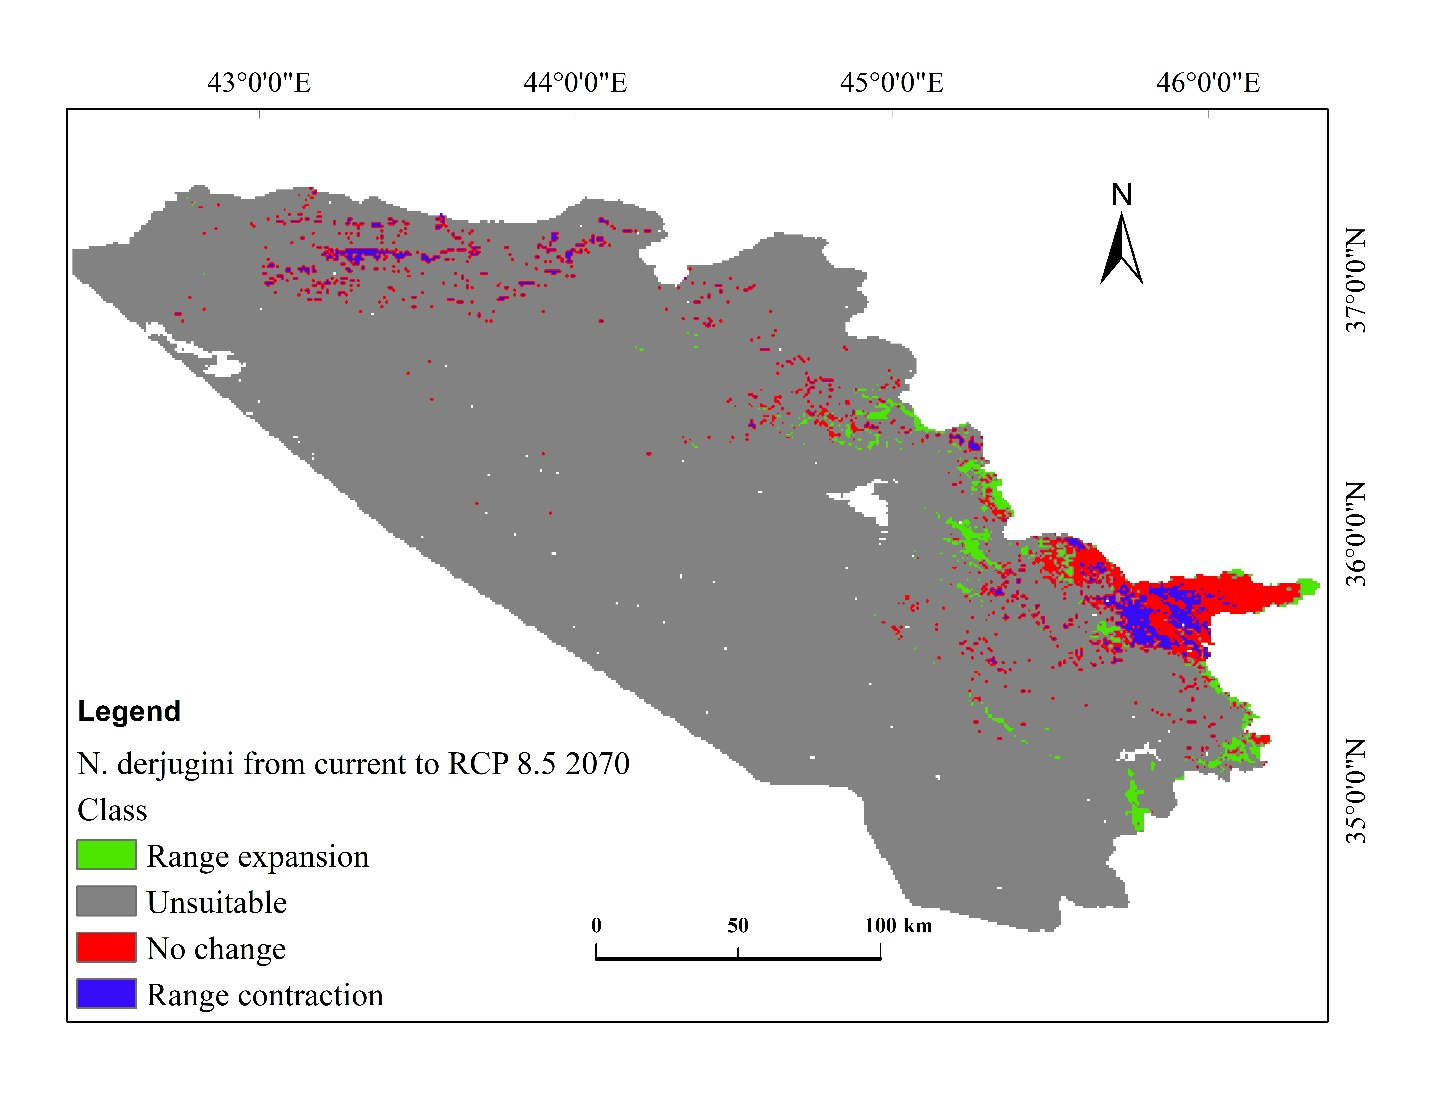 43°0'0"E 44°0'0"E 45°0'0"E 46°0'0"E
N
37°0'0"N
36°0'0"N
35°0'0"N
Legend
N. derjugini from current to RCP 8.5 2070
Class
Range expansion
Unsuitable
No change
Range contraction
0 50 100 km